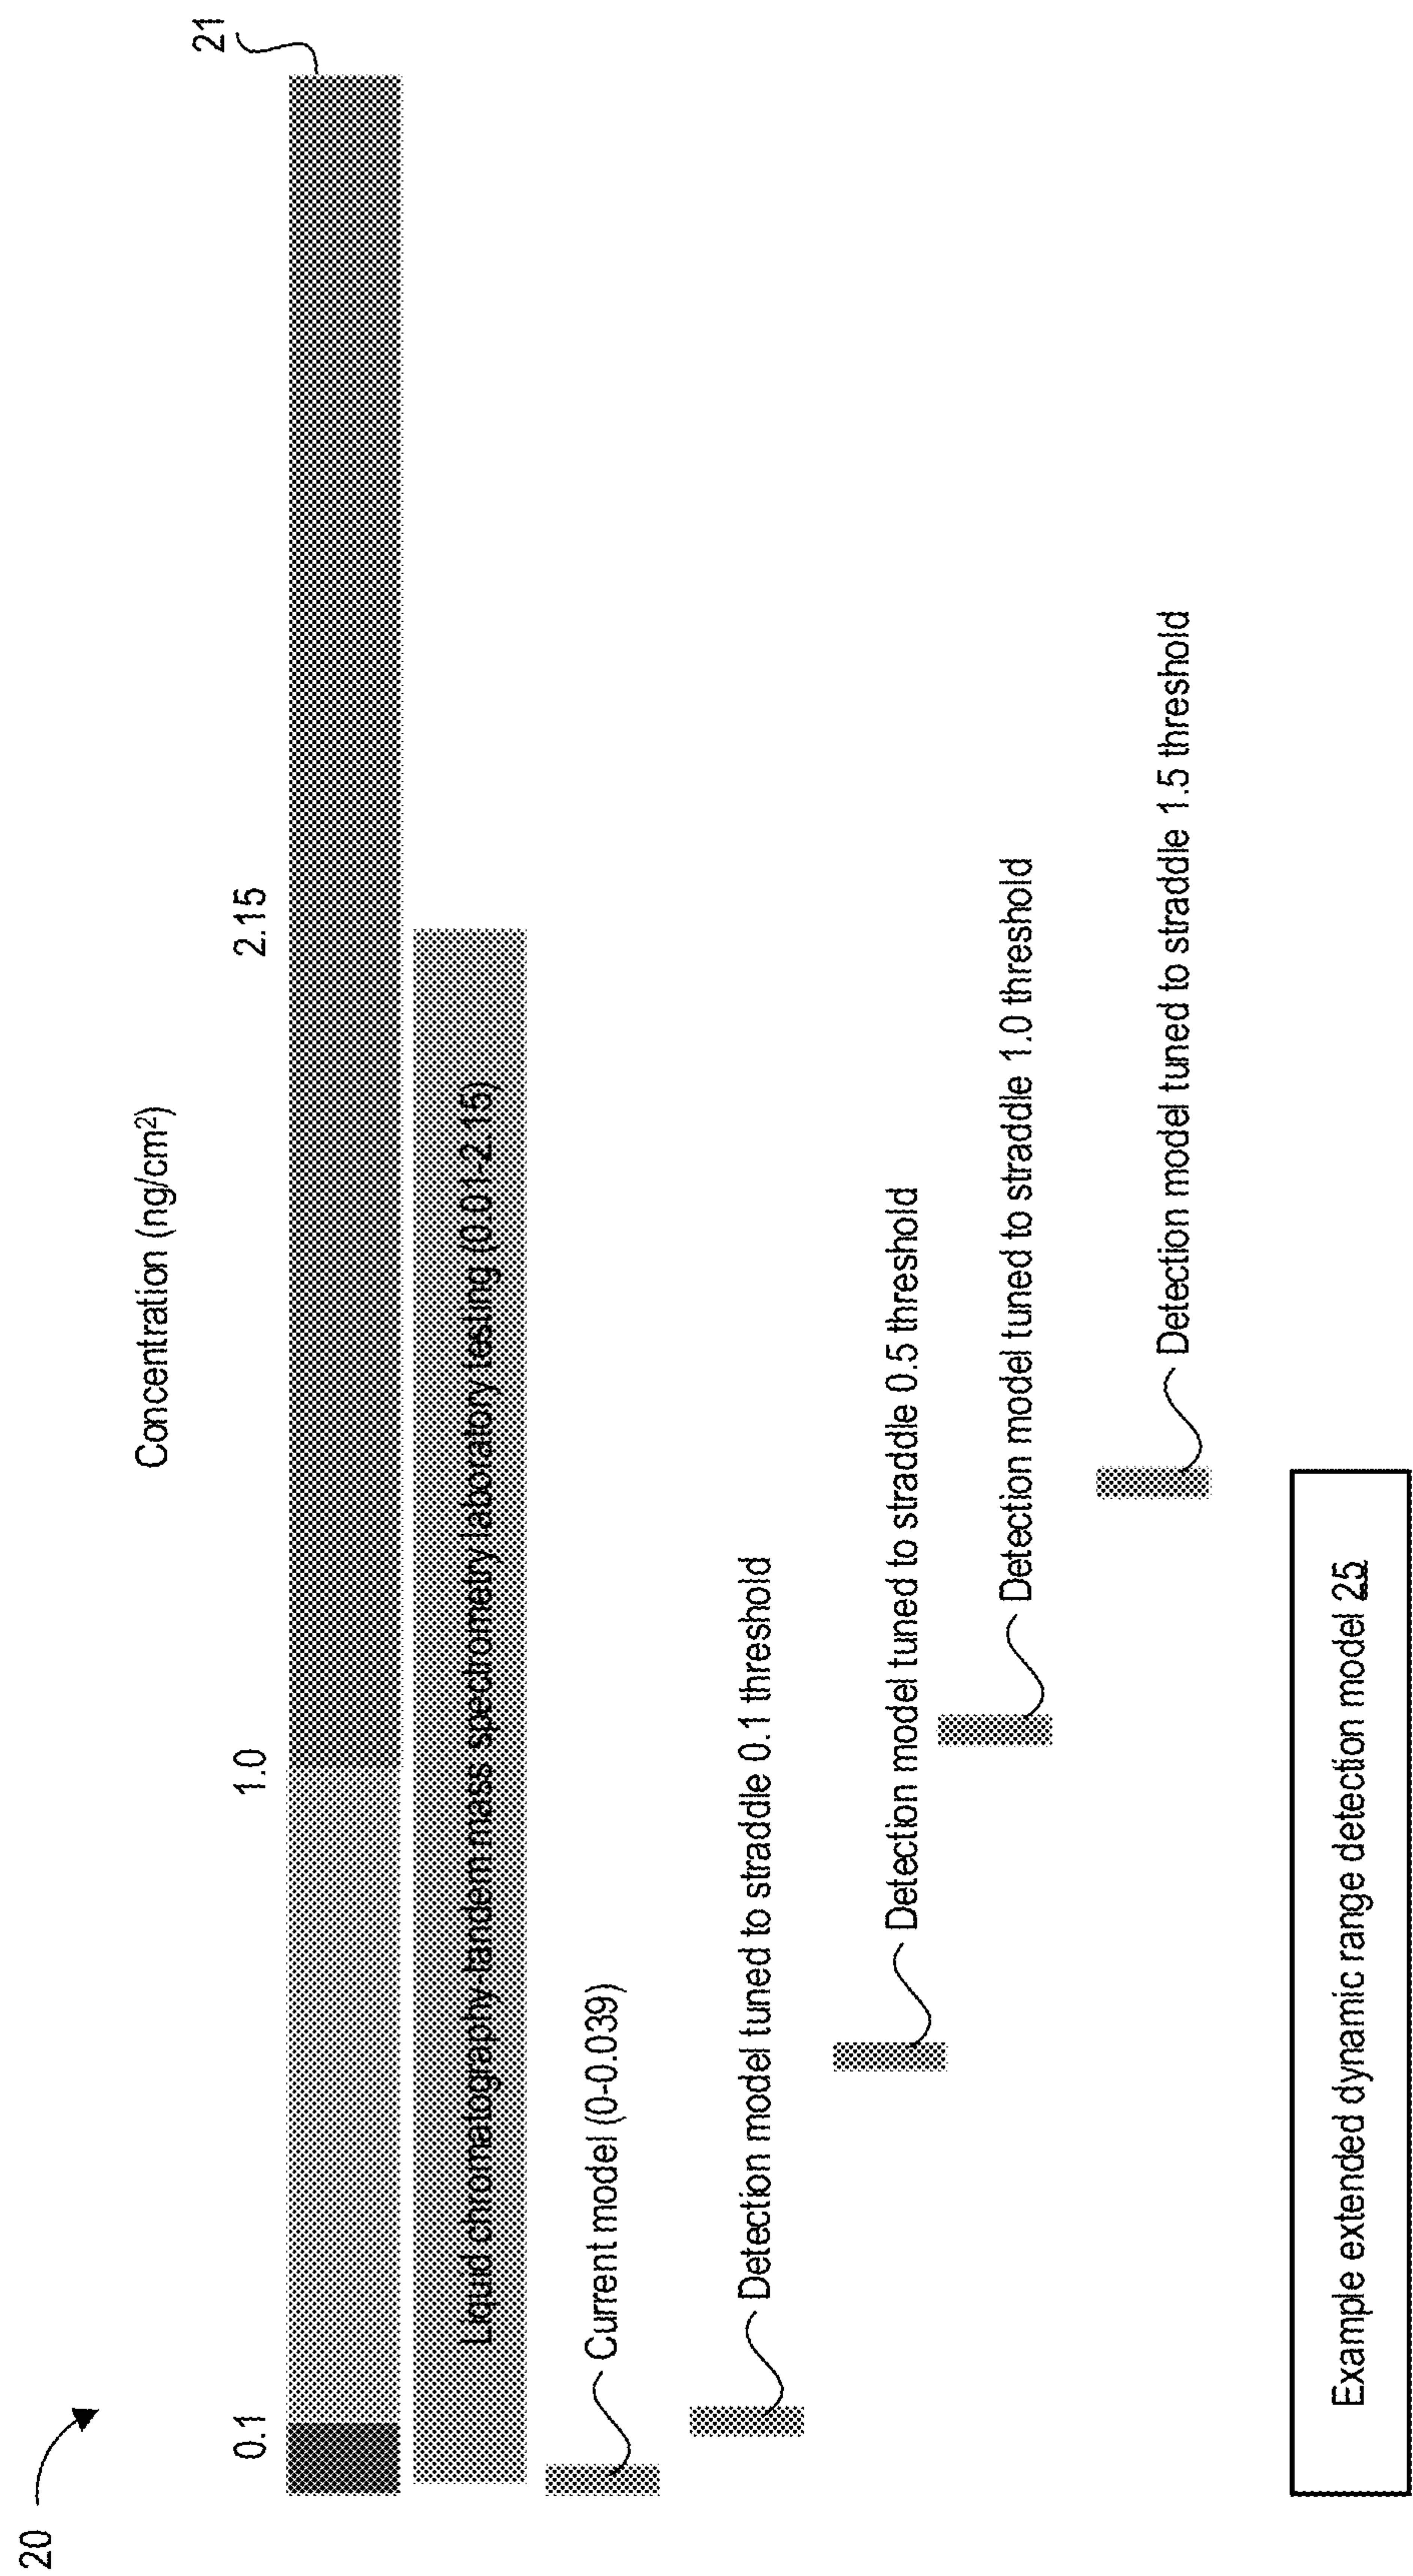 20
Concentration (ng/cm²)
0.1
1.0
2.15
21
Liquid chromatography-tandem mass spectrometry laboratory testing (0.01-2.15)
Current model (0-0.039)
Detection model tuned to straddle 0.1 threshold
Detection model tuned to straddle 0.5 threshold
Detection model tuned to straddle 1.0 threshold
Detection model tuned to straddle 1.5 threshold
Example extended dynamic range detection model 25